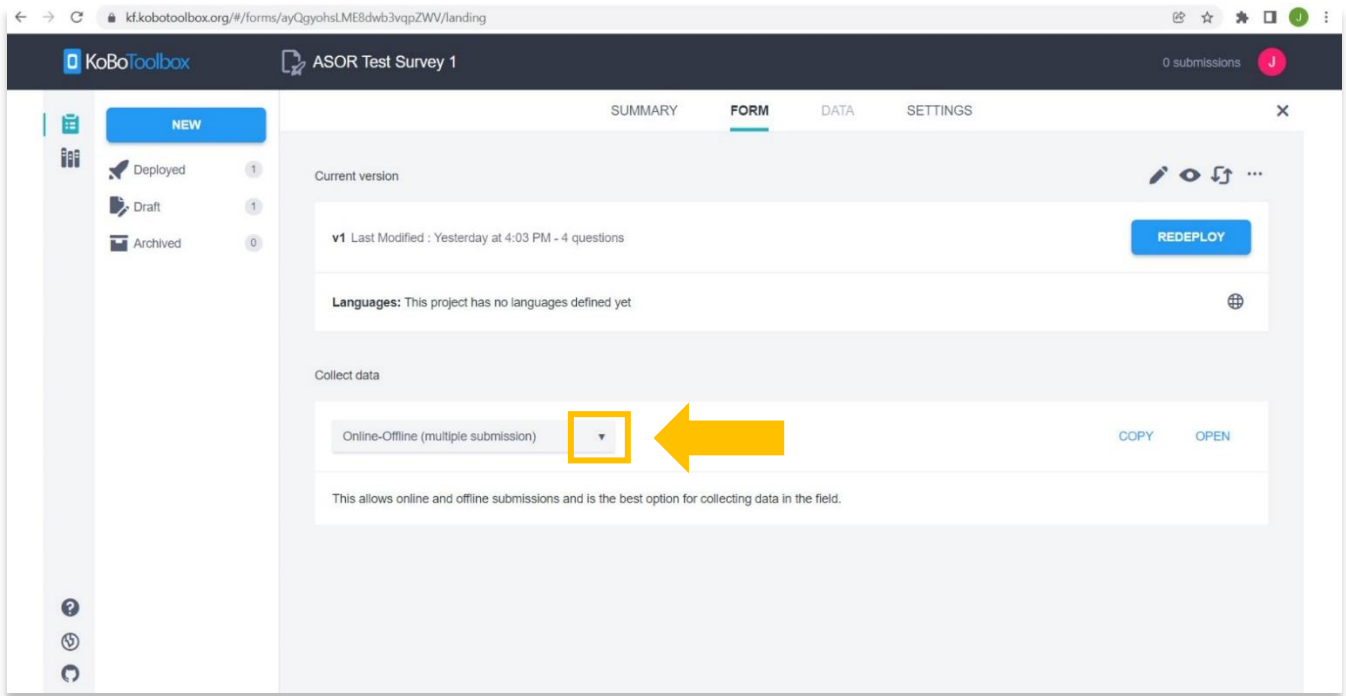 kf.kobotoolbox.org/#/forms/ayQgyohsLME8dwb3vqpZWV/landing
J
KoBoToolbox
ASOR Test Survey 1
0 submissions
J
SUMMARY FORM DATA SETTINGS
NEW
Deployed 1
Draft 1
Archived 0
Current version
v1 Last Modified : Yesterday at 4:03 PM - 4 questions
REDEPLOY
Languages: This project has no languages defined yet
Collect data
Online-Offline (multiple submission)
COPY OPEN
This allows online and offline submissions and is the best option for collecting data in the field.